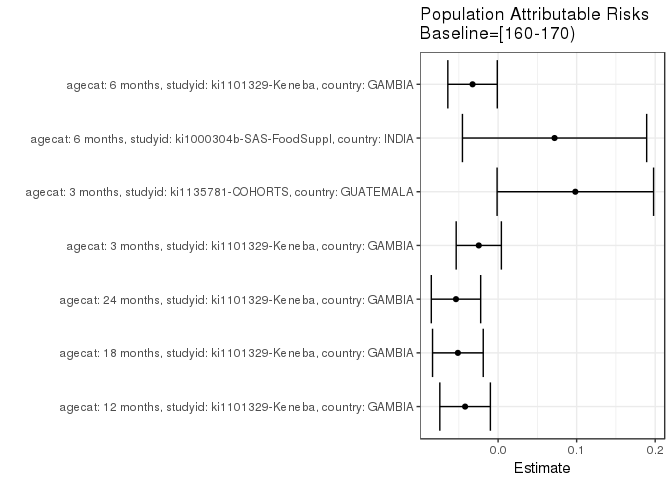 Population Attributable Risks
Baseline=[160-170)
agecat: 6 months, studyid: ki1101329-Keneba, country: GAMBIA
agecat: 6 months, studyid: ki1000304b-SAS-FoodSuppl, country: INDIA
agecat: 3 months, studyid: ki1135781-COHORTS, country: GUATEMALA
agecat: 3 months, studyid: ki1101329-Keneba, country: GAMBIA
agecat: 24 months, studyid: ki1101329-Keneba, country: GAMBIA
agecat: 18 months, studyid: ki1101329-Keneba, country: GAMBIA
agecat: 12 months, studyid: ki1101329-Keneba, country: GAMBIA
0.0 0.1 0.2
Estimate